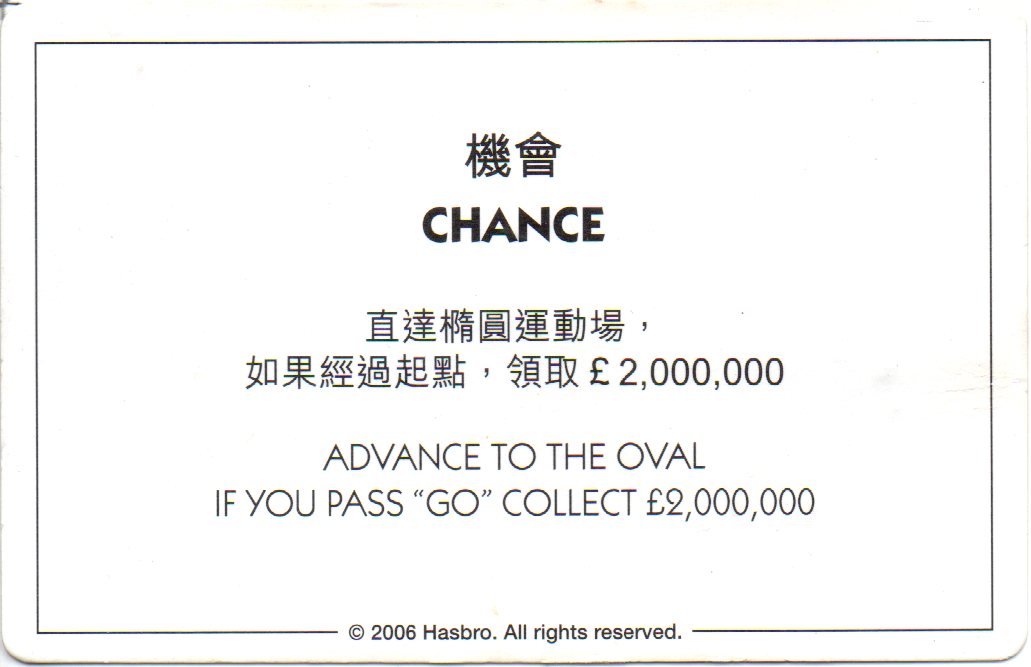 機會
CHANCE
直達橢圓運動場，
如果經過起點，領取 £ 2,000,000
ADVANCE TO THE OVAL
IF YOU PASS “GO” COLLECT £2,000,000
© 2006 Hasbro. All rights reserved.